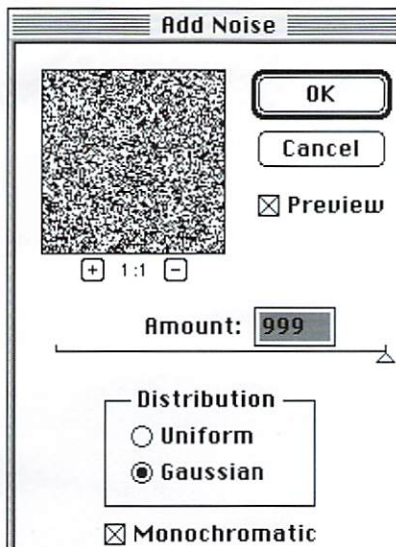 Add Noise
OK
Cancel
Preview
+ 1:1 −
Amount: 999
Distribution
Uniform
Gaussian
Monochromatic